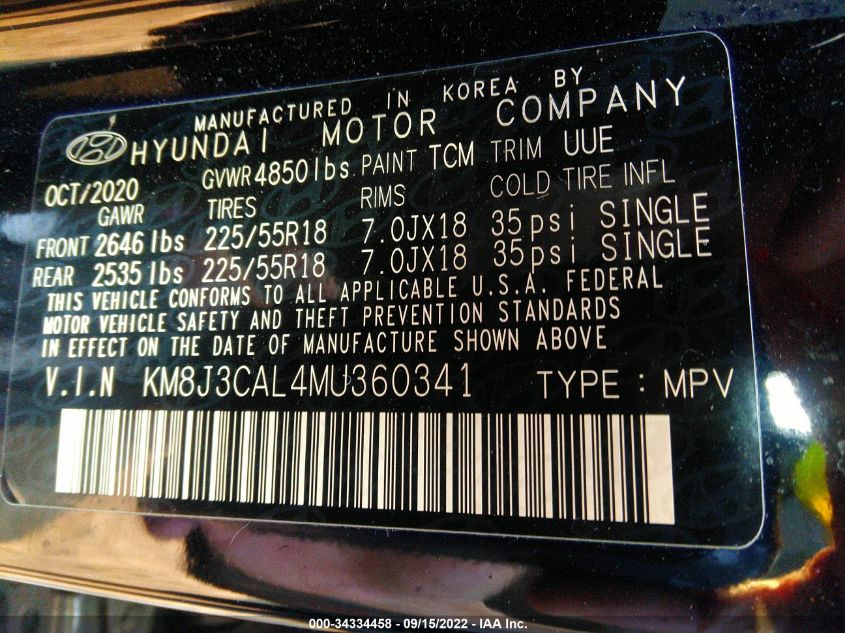 MANUFACTURED IN KOREA BY
HYUNDAI MOTOR COMPANY
OCT/2020 GVWR 4850lbs PAINT TCM TRIM UUE
GAWR TIRES RIMS COLD TIRE INFL
FRONT 2646 lbs 225/55R18 7.0JX18 35psi SINGLE
REAR 2535 lbs 225/55R18 7.0JX18 35psi SINGLE
THIS VEHICLE CONFORMS TO ALL APPLICABLE U.S.A. FEDERAL
MOTOR VEHICLE SAFETY AND THEFT PREVENTION STANDARDS
IN EFFECT ON THE DATE OF MANUFACTURE SHOWN ABOVE
V.I.N KM8J3CAL4MU360341 TYPE : MPV
000-34334458 - 09/15/2022 - IAA Inc.